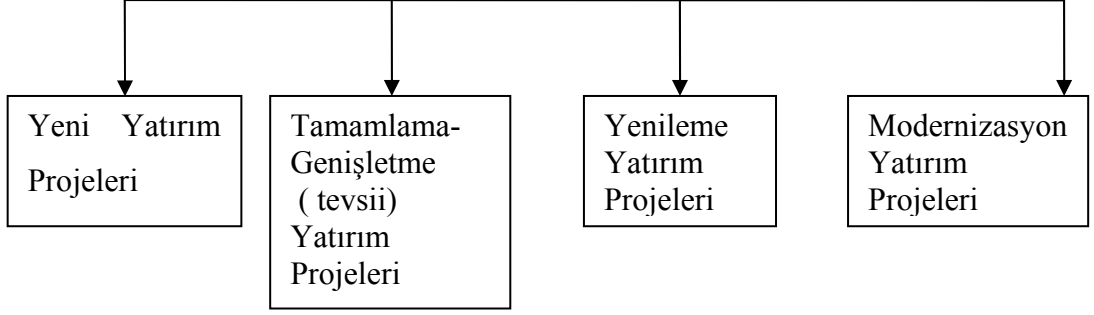 Yeni Yatırım
Projeleri
Tamamlama-
Genişletme
( tevsii)
Yatırım
Projeleri
Yenileme
Yatırım
Projeleri
Modernizasyon
Yatırım
Projeleri